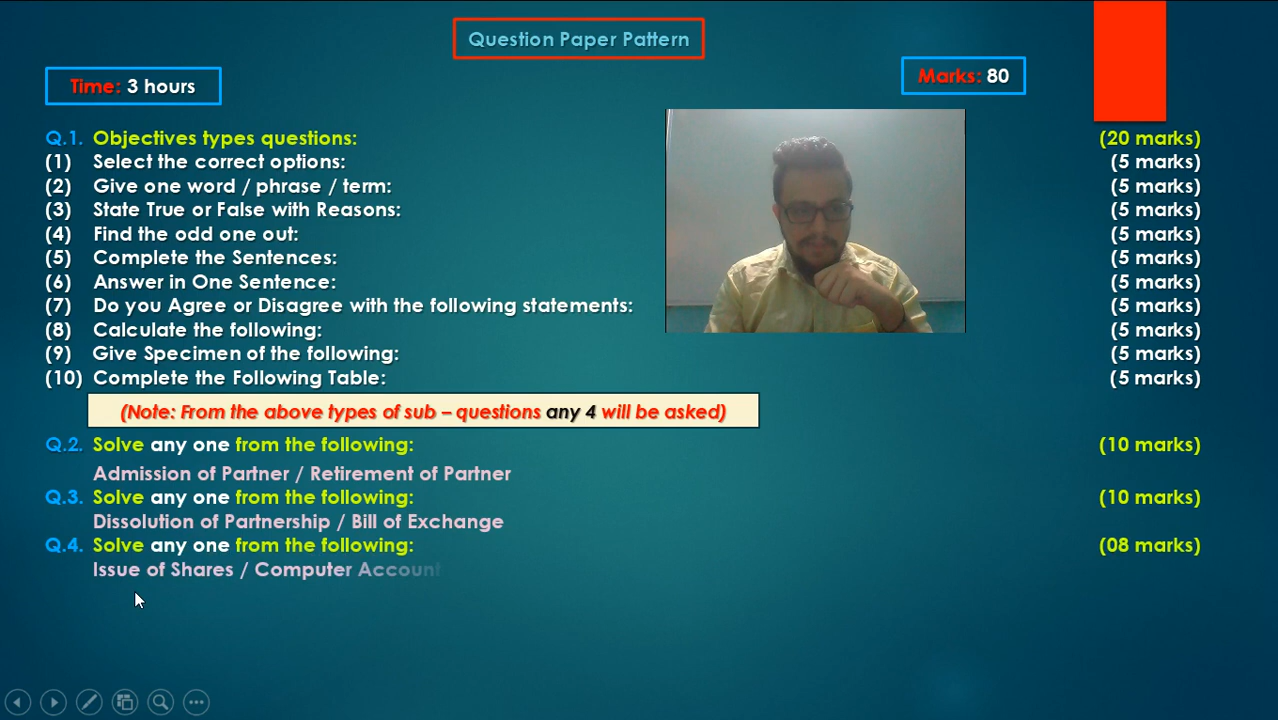 Question Paper Pattern
Time: 3 hours
Marks: 80
Q.1. Objectives types questions: (20 marks)
(1) Select the correct options: (5 marks)
(2) Give one word / phrase / term: (5 marks)
(3) State True or False with Reasons: (5 marks)
(4) Find the odd one out: (5 marks)
(5) Complete the Sentences: (5 marks)
(6) Answer in One Sentence: (5 marks)
(7) Do you Agree or Disagree with the following statements: (5 marks)
(8) Calculate the following: (5 marks)
(9) Give Specimen of the following: (5 marks)
(10) Complete the Following Table: (5 marks)
(Note: From the above types of sub – questions any 4 will be asked)
Q.2. Solve any one from the following: (10 marks)
Admission of Partner / Retirement of Partner
Q.3. Solve any one from the following: (10 marks)
Dissolution of Partnership / Bill of Exchange
Q.4. Solve any one from the following: (08 marks)
Issue of Shares / Computer Account